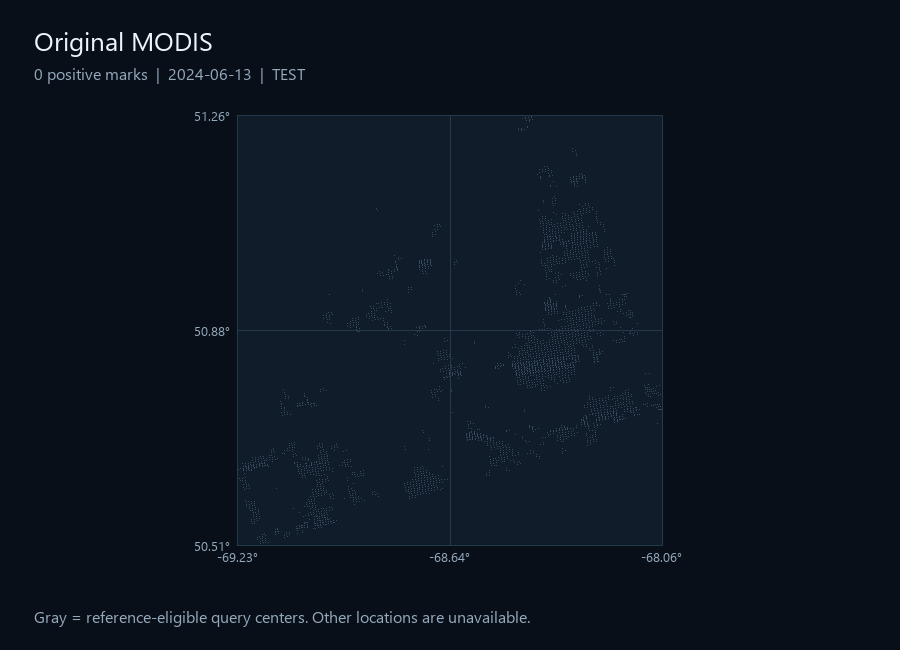 Original MODIS
0 positive marks | 2024-06-13 | TEST
51.26°
50.88°
50.51°
-69.23°
-68.64°
-68.06°
Gray = reference-eligible query centers. Other locations are unavailable.